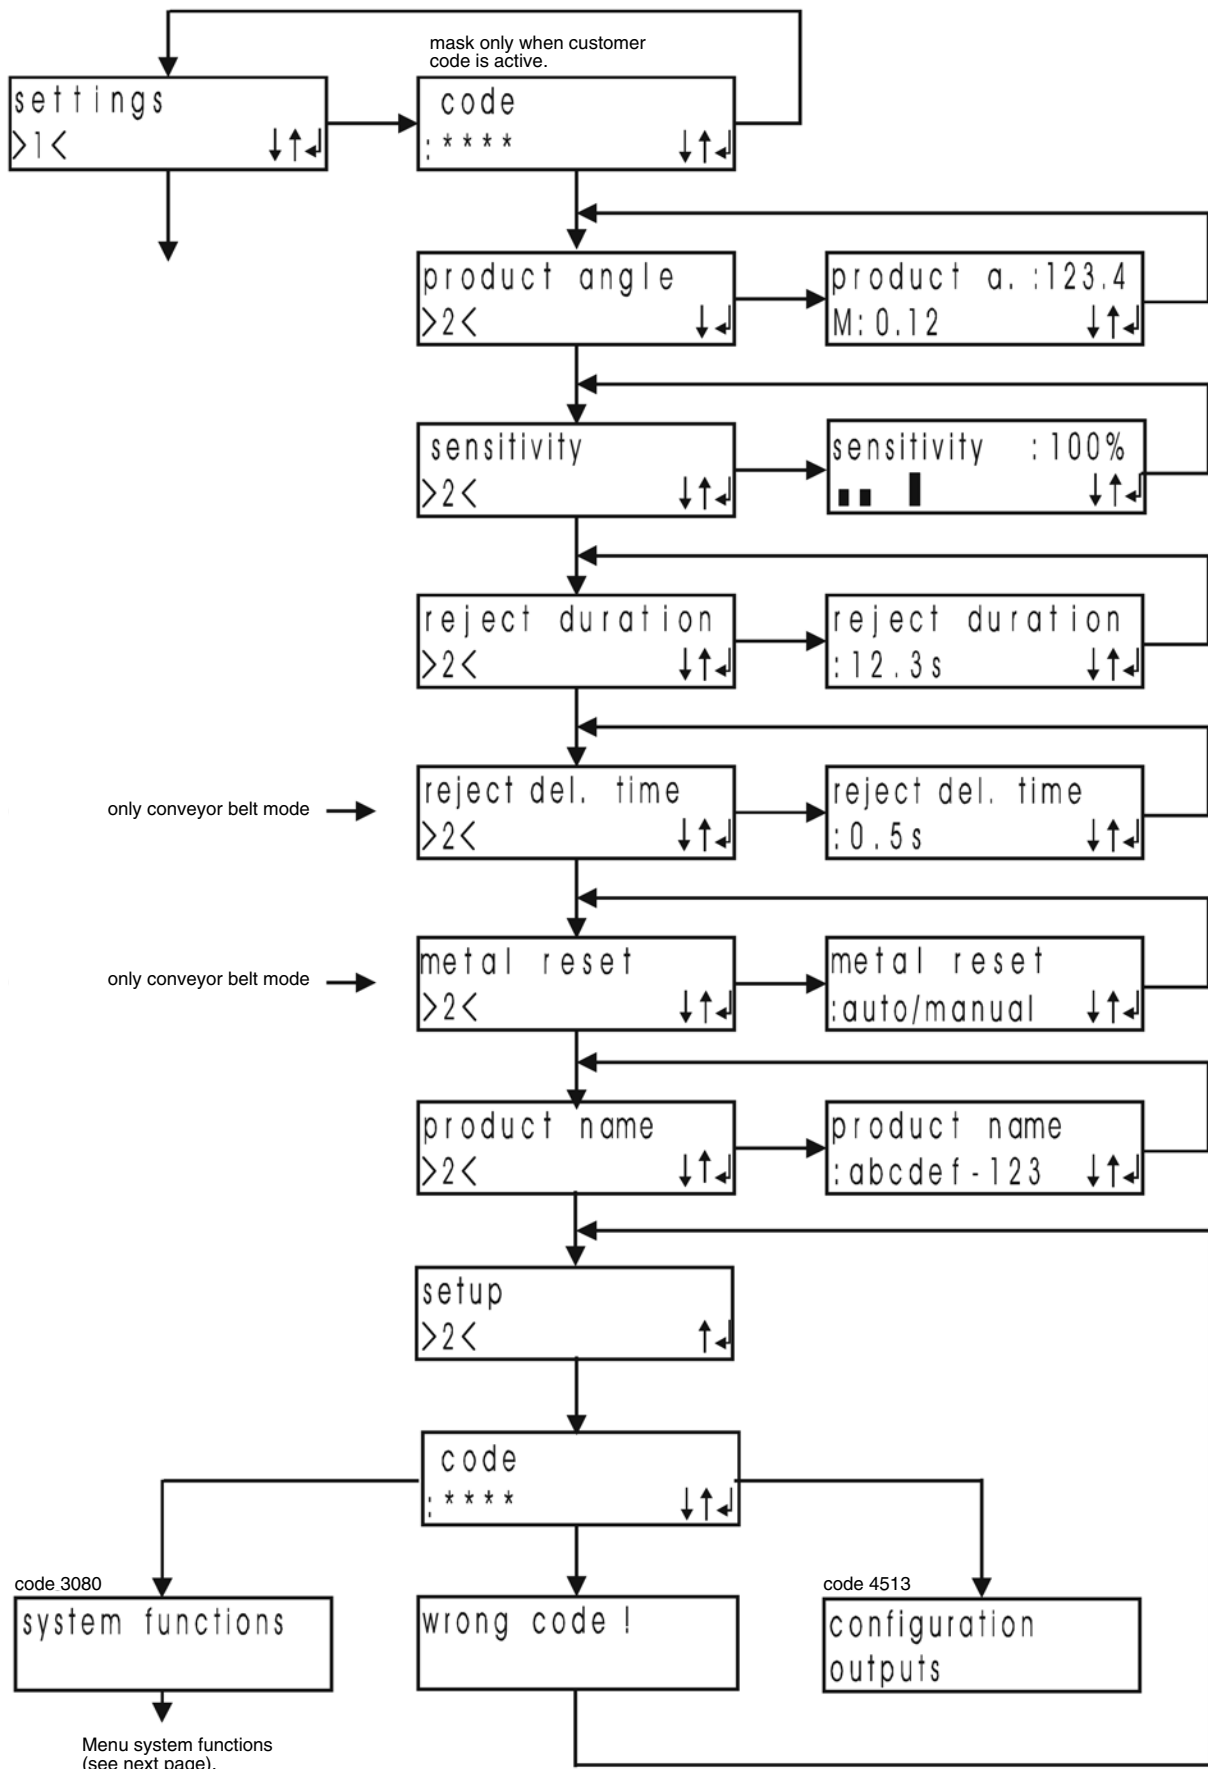 mask only when customer
code is active.
settings
>1<
↓↑↲
code
:****
↓↑↲
product angle
>2<
↓↲
product a. :123.4
M:0.12
↓↑↲
sensitivity
>2<
↓↑↲
sensitivity :100%
↓↑↲
reject duration
>2<
↓↑↲
reject duration
:12.3s
↓↑↲
only conveyor belt mode
reject del. time
>2<
↓↑↲
reject del. time
:0.5s
↓↑↲
only conveyor belt mode
metal reset
>2<
↓↑↲
metal reset
:auto/manual
↓↑↲
product name
>2<
↓↑↲
product name
:abcdef-123
↓↑↲
setup
>2<
↑↲
code
:****
↓↑↲
code 3080
system functions
wrong code !
code 4513
configuration
outputs
Menu system functions
(see next page).